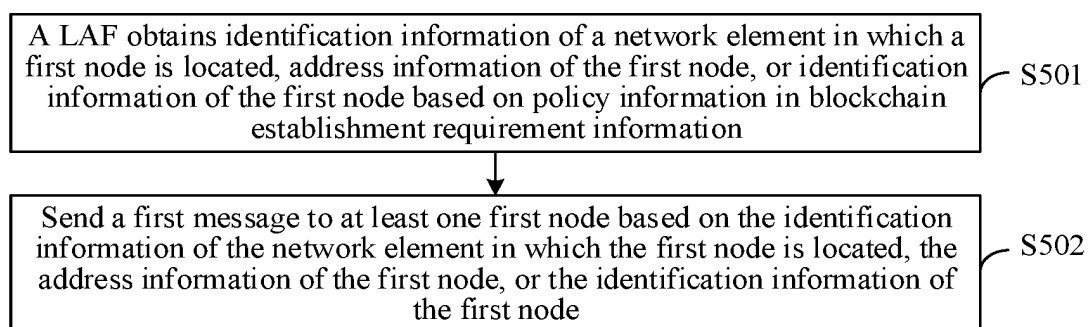 A LAF obtains identification information of a network element in which a
first node is located, address information of the first node, or identification
information of the first node based on policy information in blockchain
establishment requirement information
S501
Send a first message to at least one first node based on the identification
information of the network element in which the first node is located, the
address information of the first node, or the identification information of
the first node
S502